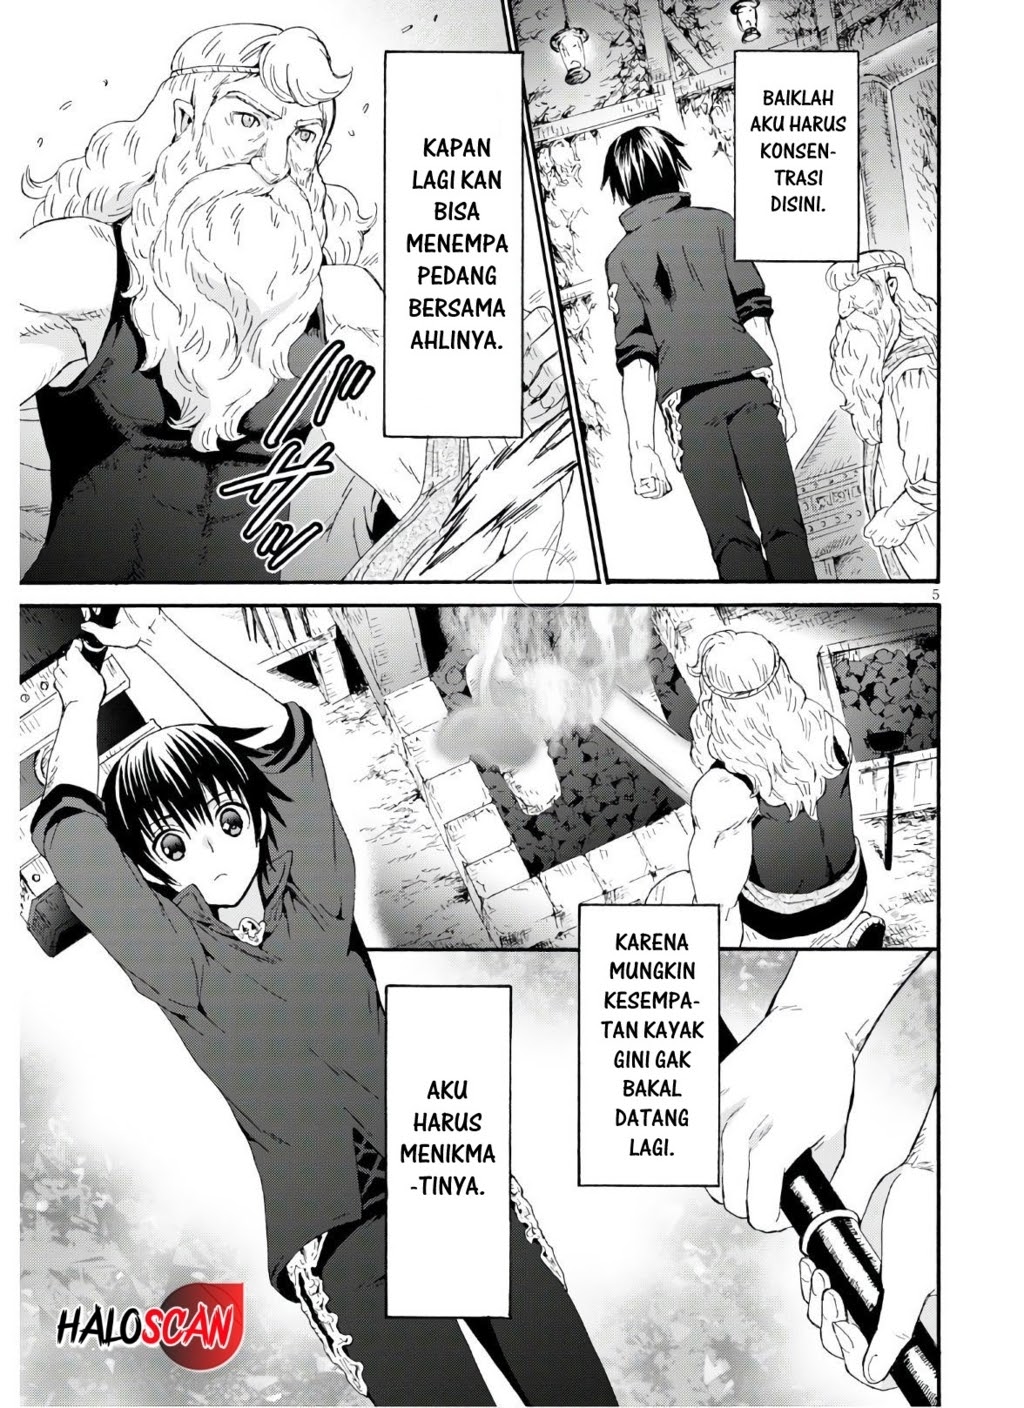 BAIKLAH
AKU HARUS
KONSEN-
TRASI
DISINI.
KAPAN
LAGI KAN
BISA
MENEMPA
PEDANG
BERSAMA
AHLINYA.
5
KARENA
MUNGKIN
KESEMPA-
TAN KAYAK
GINI GAK
BAKAL
DATANG
LAGI.
AKU
HARUS
MENIKMA
-TINYA.
HALOSCAN